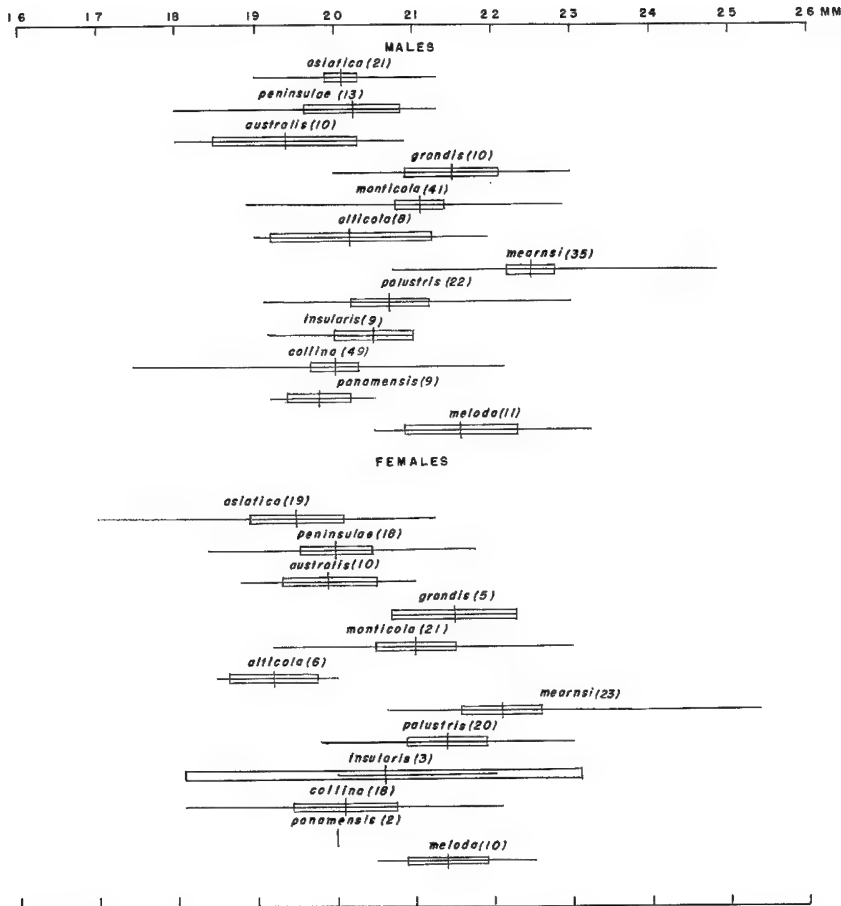 16 17 18 19 20 21 22 23 24 25 26 MM
MALES
asiatica (21)
peninsulae (13)
australis (10)
grandis (10)
monticola (41)
alticola (8)
mearnsi (35)
palustris (22)
insularis (9)
collina (49)
panamensis (9)
meloda (11)
FEMALES
asiatica (19)
peninsulae (18)
australis (10)
grandis (5)
monticola (21)
alticola (6)
mearnsi (23)
palustris (20)
insularis (3)
collina (18)
panamensis (2)
meloda (10)